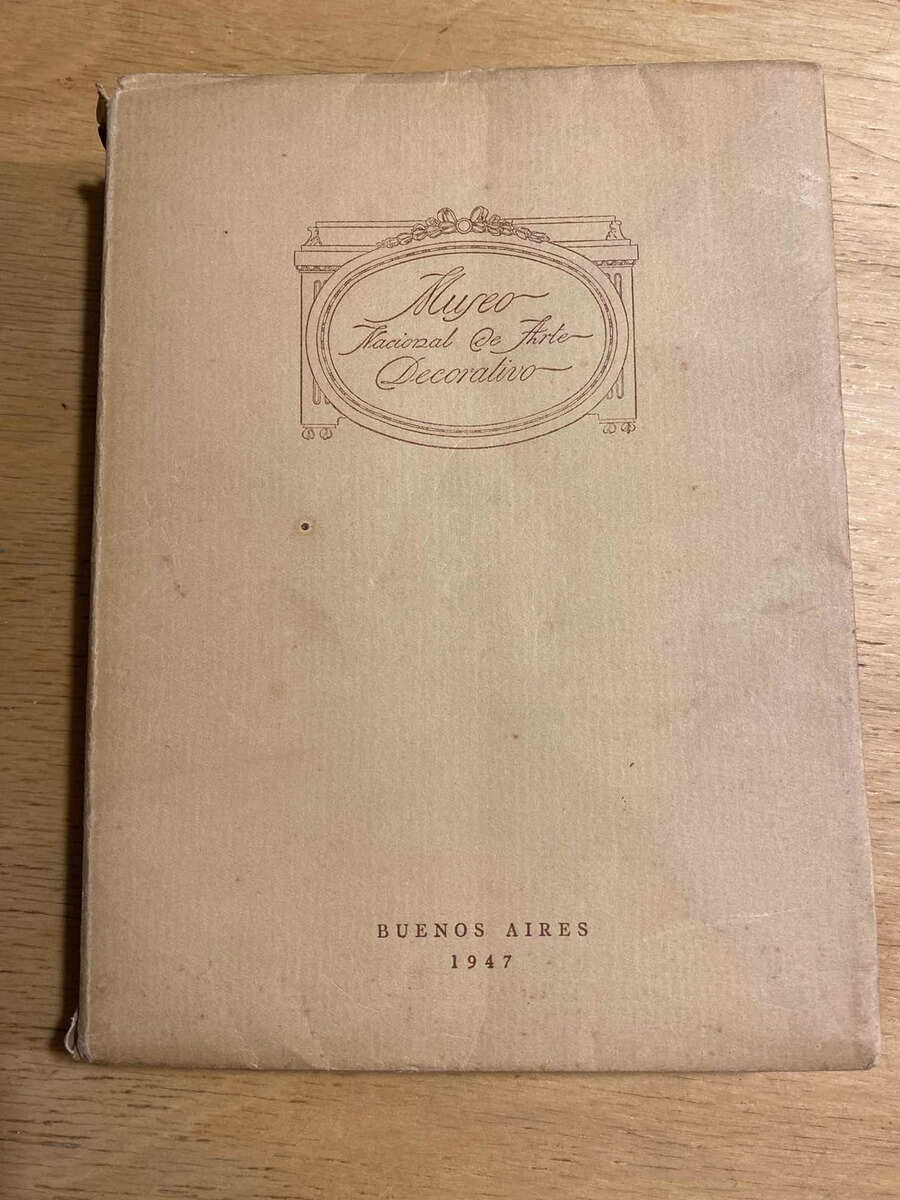 Museo
Nacional de Arte
Decorativo
BUENOS AIRES
1947